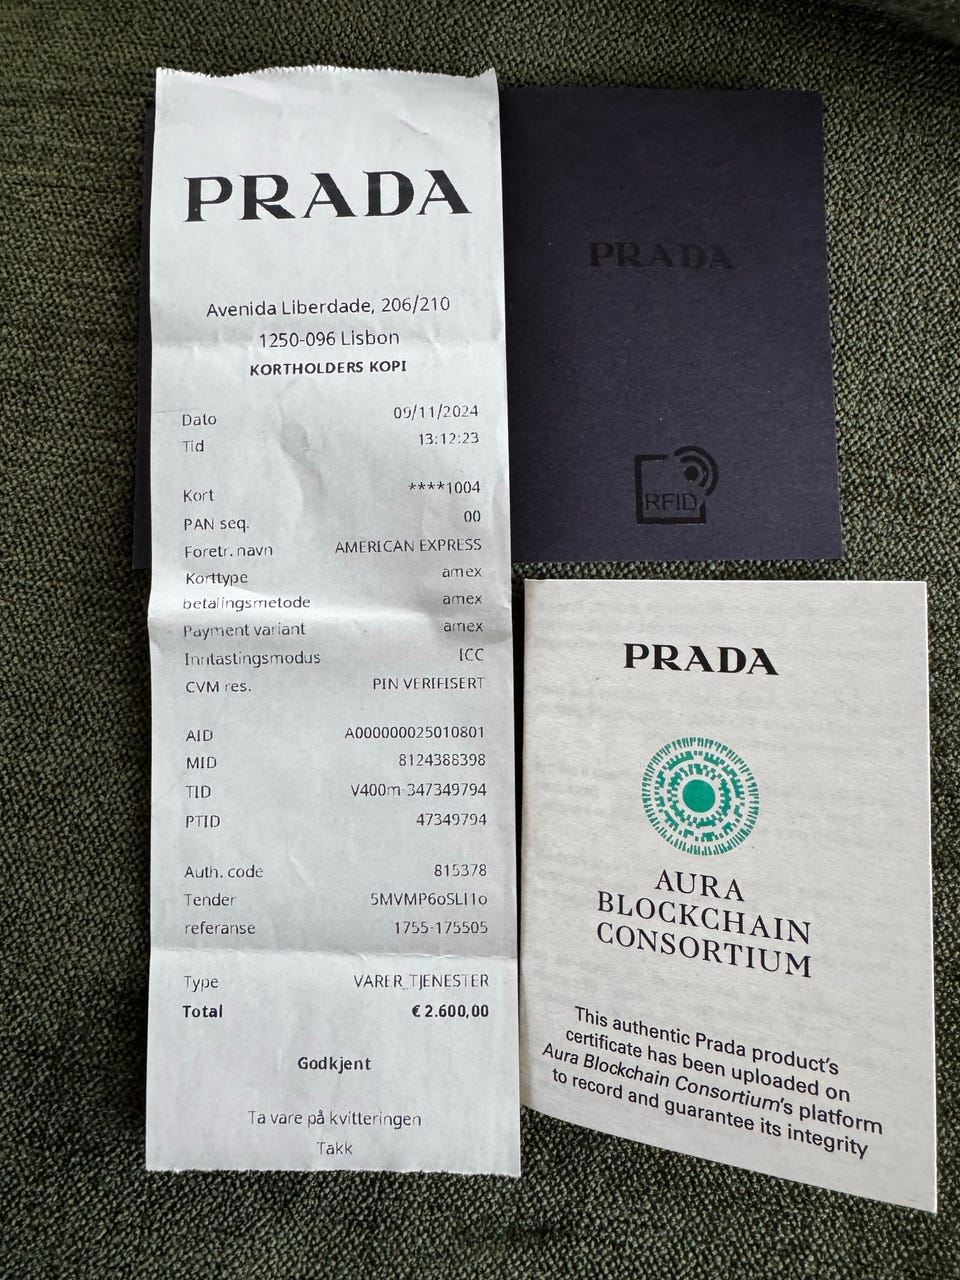 PRADA
Avenida Liberdade, 206/210
1250-096 Lisbon
KORTHOLDERS KOPI
Dato 09/11/2024
Tid 13:12:23
Kort ****1004
PAN seq. 00
Foretr. navn AMERICAN EXPRESS
Korttype amex
betalingsmetode amex
Payment variant amex
Inntastingsmodus ICC
CVM res. PIN VERIFISERT
AID A000000025010801
MID 8124388398
TID V400m-347349794
PTID 47349794
Auth. code 815378
Tender 5MVMP6oSLI1o
referanse 1755-175505
Type VARER_TJENESTER
Total € 2.600,00
Godkjent
Ta vare på kvitteringen
Takk
PRADA
RFID
PRADA
AURA
BLOCKCHAIN
CONSORTIUM
This authentic Prada product's
certificate has been uploaded on
Aura Blockchain Consortium's platform
to record and guarantee its integrity